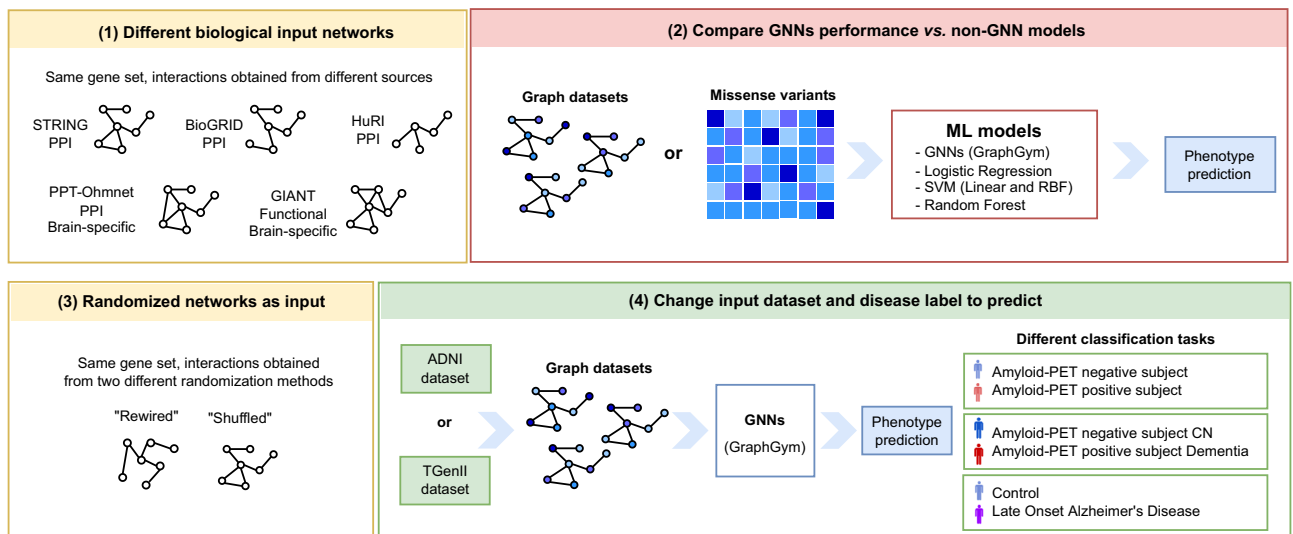 (1) Different biological input networks
Same gene set, interactions obtained from different sources
STRING
PPI
BioGRID
PPI
HuRI
PPI
PPT-Ohmnet
PPI
Brain-specific
GIANT
Functional
Brain-specific
(2) Compare GNNs performance vs. non-GNN models
Graph datasets
or
Missense variants
ML models
- GNNs (GraphGym)
- Logistic Regression
- SVM (Linear and RBF)
- Random Forest
Phenotype
prediction
(3) Randomized networks as input
Same gene set, interactions obtained
from two different randomization methods
"Rewired"
"Shuffled"
(4) Change input dataset and disease label to predict
ADNI
dataset
or
TGenII
dataset
Graph datasets
GNNs
(GraphGym)
Phenotype
prediction
Different classification tasks
Amyloid-PET negative subject
Amyloid-PET positive subject
Amyloid-PET negative subject CN
Amyloid-PET positive subject Dementia
Control
Late Onset Alzheimer's Disease